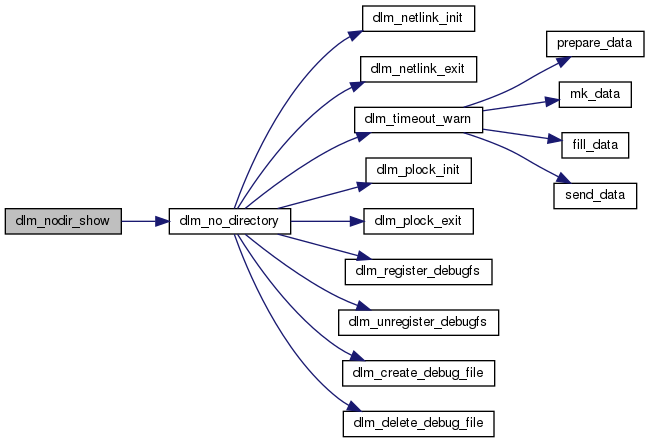 dlm_nodir_show
dlm_no_directory
dlm_netlink_init
dlm_netlink_exit
dlm_timeout_warn
dlm_plock_init
dlm_plock_exit
dlm_register_debugfs
dlm_unregister_debugfs
dlm_create_debug_file
dlm_delete_debug_file
prepare_data
mk_data
fill_data
send_data